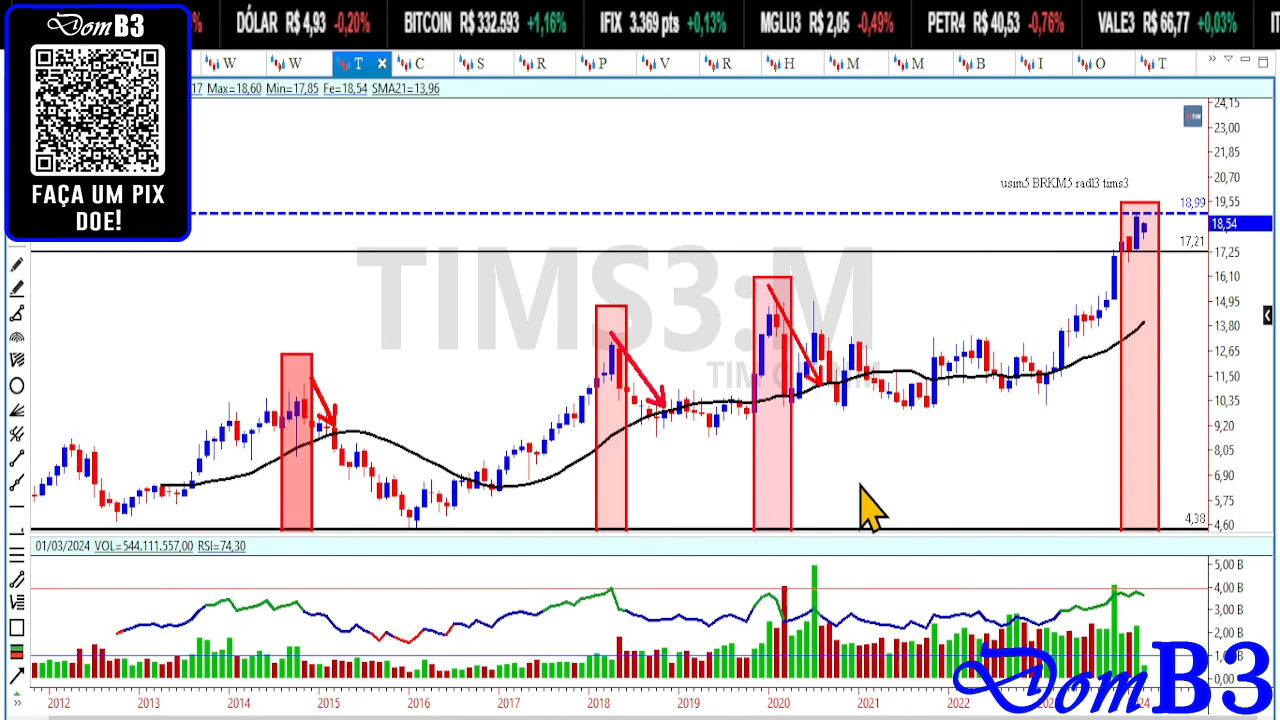 DomB3
FAÇA UM PIX
DOE!
DÓLAR R$ 4,93 -0,20% BITCOIN R$ 332.593 +1,16% IFIX 3.369 pts +0,13% MGLU3 R$ 2,05 -0,49% PETR4 R$ 40,53 -0,76% VALE3 R$ 66,77 +0,03%
W W T × C S R P V R H M M B I O T
17 Max=18,60 Min=17,85 Fe=18,54 SMA21=13,96
TIMS3:M
usim5 BRKM5 radl3 tims3
18,99
17,21
4,38
24,15
23,00
21,85
20,70
19,55
18,54
17,25
16,10
14,95
13,80
12,65
11,50
10,35
9,20
8,05
6,90
5,75
4,60
01/03/2024 VOL=544.111.557,00 RSI=74,30
5,00 B
4,00 B
3,00 B
2,00 B
0,00 B
2012 2013 2014 2015 2016 2017 2018 2019 2020 2021 2022
DomB3